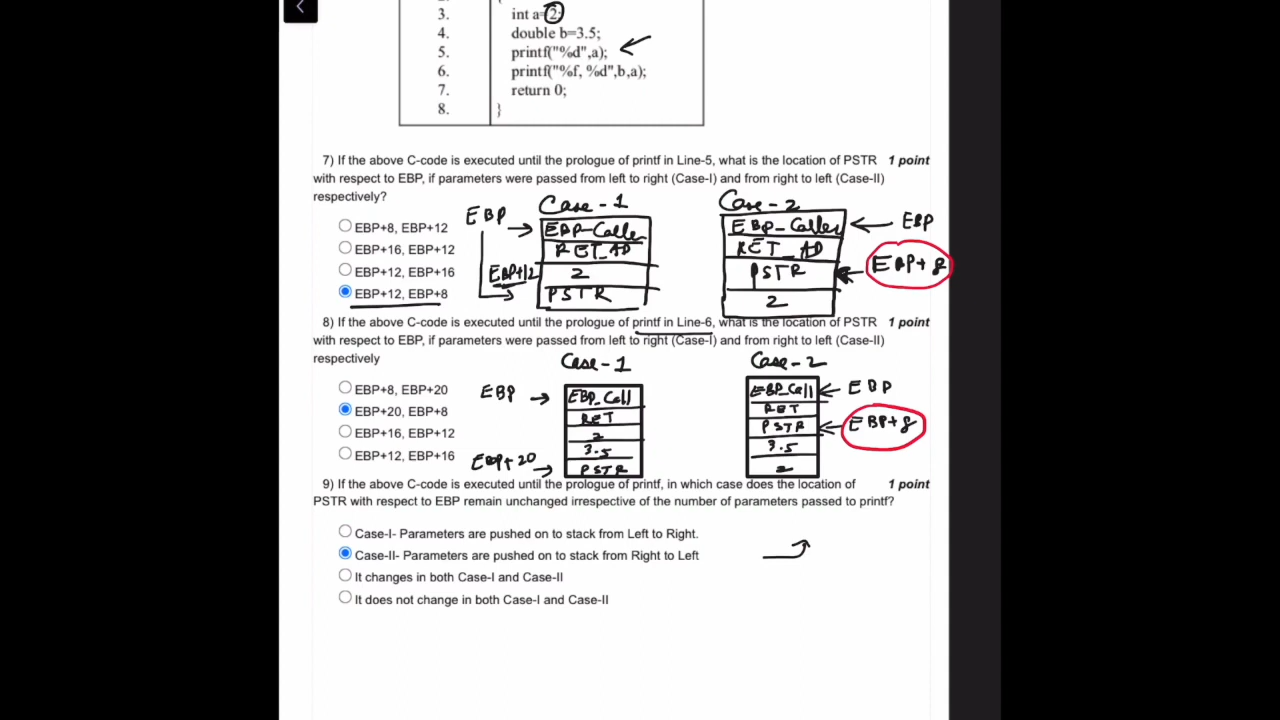 3. int a=2;
4. double b=3.5;
5. printf("%d",a);
6. printf("%f, %d",b,a);
7. return 0;
8. }
7) If the above C-code is executed until the prologue of printf in Line-5, what is the location of PSTR 1 point
with respect to EBP, if parameters were passed from left to right (Case-I) and from right to left (Case-II)
respectively?
Case-1 Case-2
EBP EBP-Caller EBP-Caller EBP
EBP+8, EBP+12
RET_AD RET_AD
EBP+16, EBP+12
EBP+12 2 PSTR EBP+8
EBP+12, EBP+16
PSTR 2
EBP+12, EBP+8
8) If the above C-code is executed until the prologue of printf in Line-6, what is the location of PSTR 1 point
with respect to EBP, if parameters were passed from left to right (Case-I) and from right to left (Case-II)
respectively
Case-1 Case-2
EBP+8, EBP+20 EBP EBP_Call EBP_Call EBP
EBP+20, EBP+8 RET RET
EBP+16, EBP+12 2 PSTR EBP+8
EBP+12, EBP+16 3.5 3.5
EBP+20 PSTR 2
9) If the above C-code is executed until the prologue of printf, in which case does the location of 1 point
PSTR with respect to EBP remain unchanged irrespective of the number of parameters passed to printf?
Case-I- Parameters are pushed on to stack from Left to Right.
Case-II- Parameters are pushed on to stack from Right to Left
It changes in both Case-I and Case-II
It does not change in both Case-I and Case-II